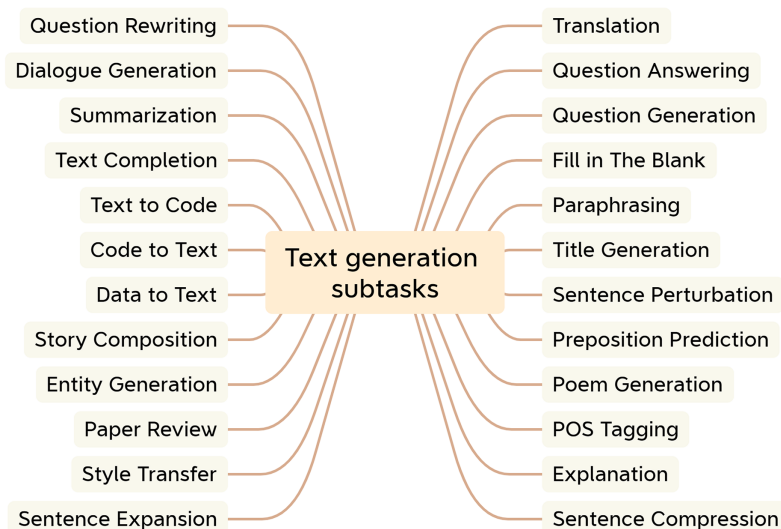 Question Rewriting
Dialogue Generation
Summarization
Text Completion
Text to Code
Code to Text
Data to Text
Story Composition
Entity Generation
Paper Review
Style Transfer
Sentence Expansion
Text generation
subtasks
Translation
Question Answering
Question Generation
Fill in The Blank
Paraphrasing
Title Generation
Sentence Perturbation
Preposition Prediction
Poem Generation
POS Tagging
Explanation
Sentence Compression